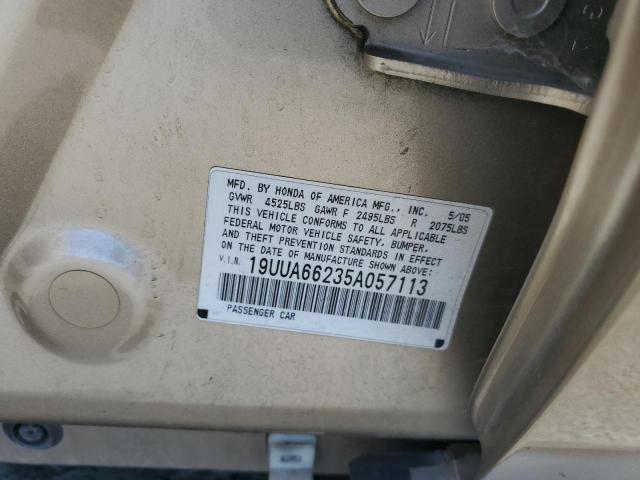 MFD. BY HONDA OF AMERICA MFG., INC. 5/05
GVWR 4525LBS GAWR F 2495LBS R 2075LBS
THIS VEHICLE CONFORMS TO ALL APPLICABLE
FEDERAL MOTOR VEHICLE SAFETY, BUMPER,
AND THEFT PREVENTION STANDARDS IN EFFECT
ON THE DATE OF MANUFACTURE SHOWN ABOVE:
V.I.N. 19UUA66235A057113
PASSENGER CAR